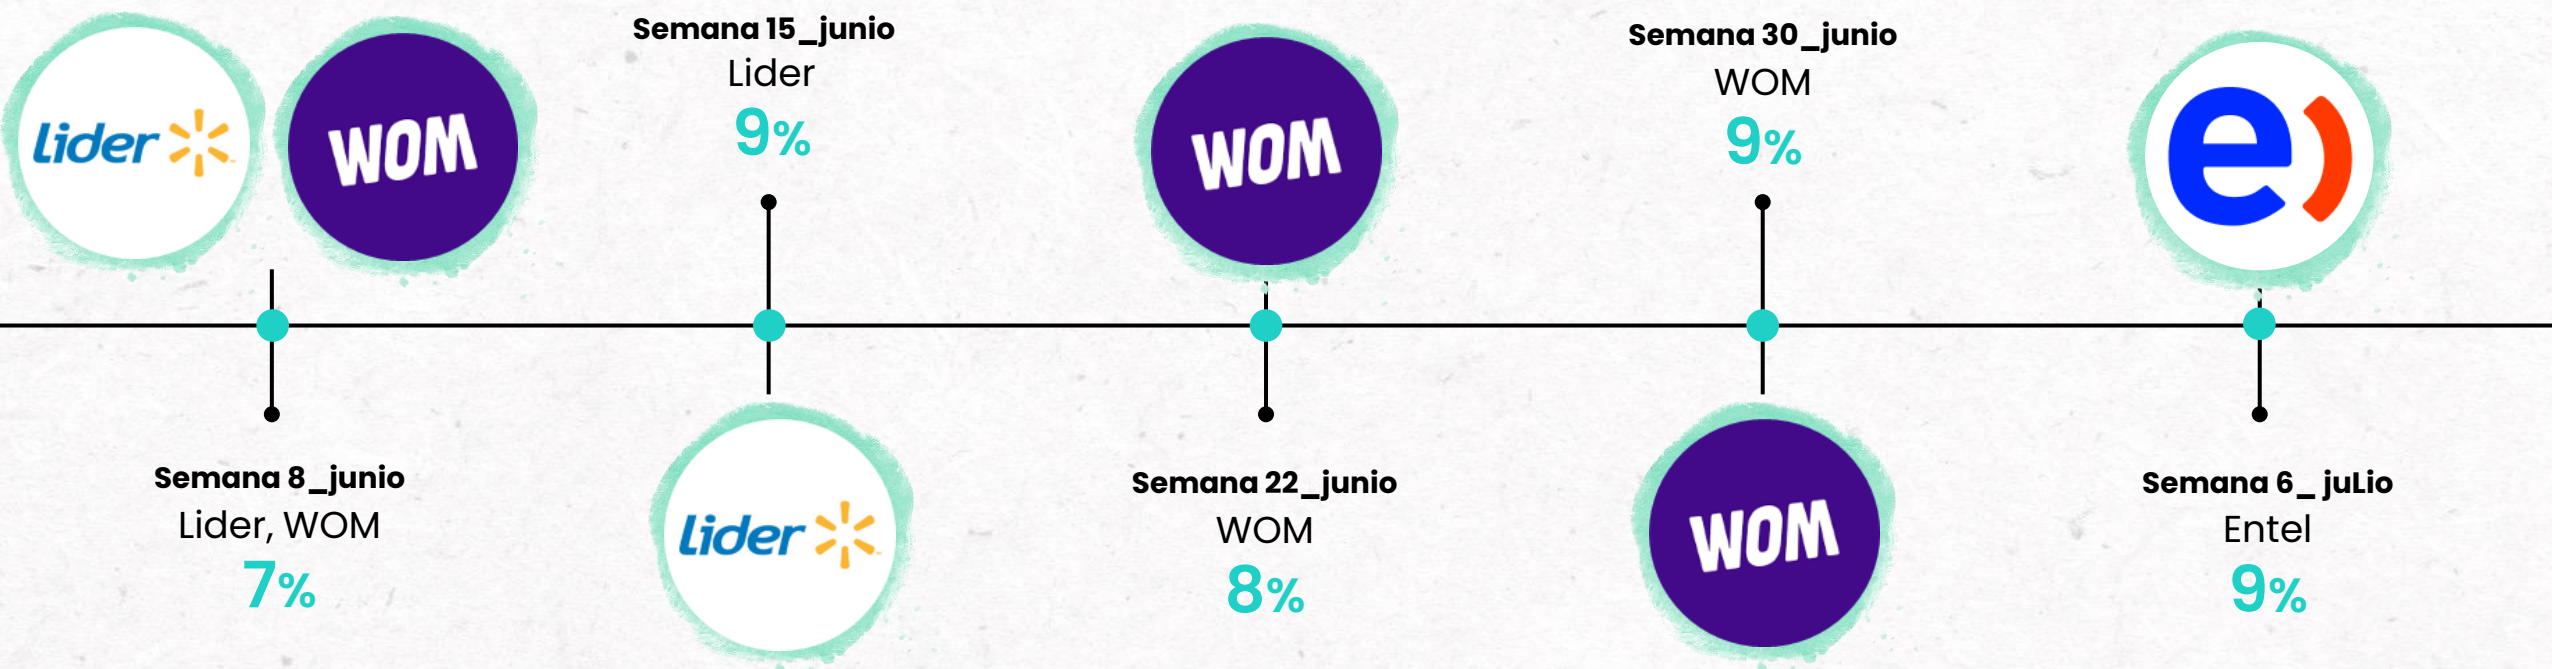 Lider
WOM
Semana 8_junio
Lider, WOM
7%
Semana 15_junio
Lider
9%
Lider
WOM
Semana 22_junio
WOM
8%
Semana 30_junio
WOM
9%
WOM
e)
Semana 6_ juLio
Entel
9%